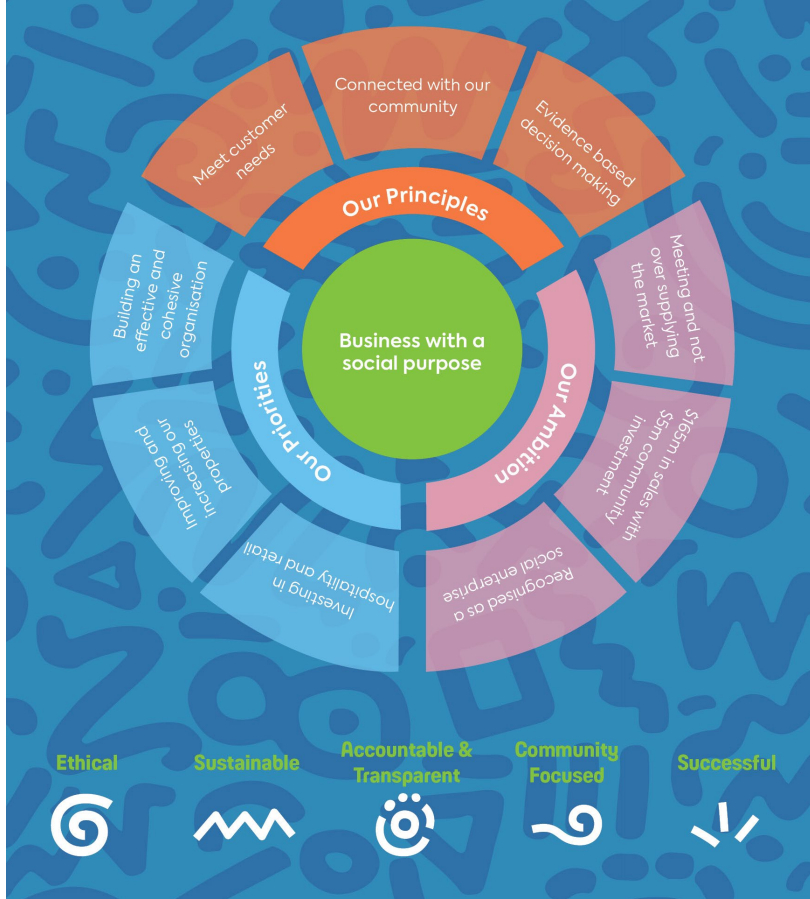 Connected with our
community
Meet customer
needs
Evidence based
decision making
Our Principles
Business with a
social purpose
Our Ambition
Meeting and not
over supplying
the market
$165m in sales with
$5m community
investment
Recognised as a
social enterprise
Our Priorities
Building an
effective and
cohesive
organisation
Improving and
increasing our
properties
Investing in
hospitality and retail
Ethical
Sustainable
Accountable &
Transparent
Community
Focused
Successful